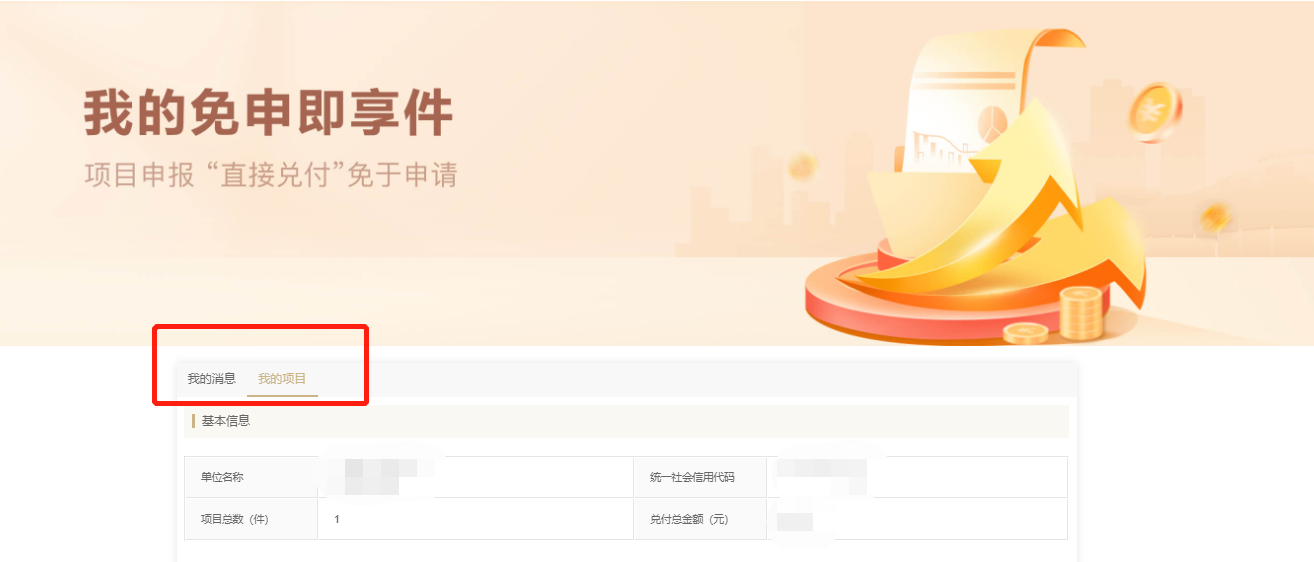 我的免申即享件
项目申报 “直接兑付”免于申请
我的消息 我的项目
基本信息
单位名称 统一社会信用代码
项目总数（件） 1 兑付总金额（元）